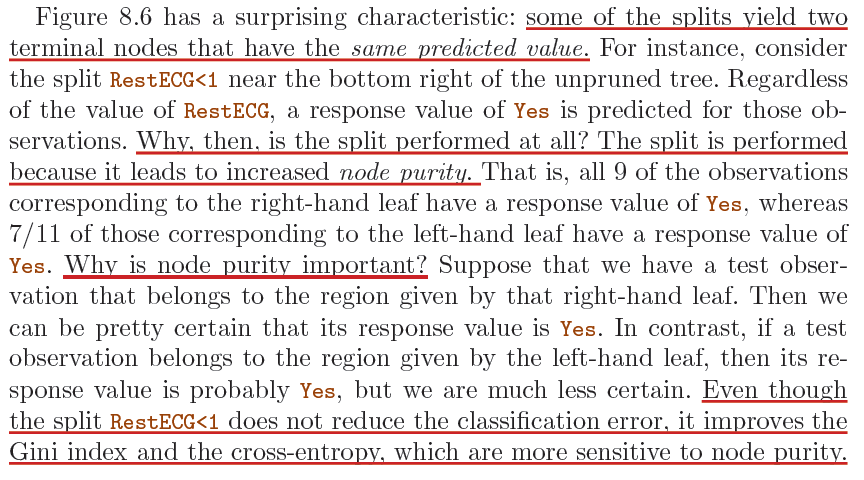 Figure 8.6 has a surprising characteristic: some of the splits yield two
terminal nodes that have the same predicted value. For instance, consider
the split RestECG<1 near the bottom right of the unpruned tree. Regardless
of the value of RestECG, a response value of Yes is predicted for those ob-
servations. Why, then, is the split performed at all? The split is performed
because it leads to increased node purity. That is, all 9 of the observations
corresponding to the right-hand leaf have a response value of Yes, whereas
7/11 of those corresponding to the left-hand leaf have a response value of
Yes. Why is node purity important? Suppose that we have a test obser-
vation that belongs to the region given by that right-hand leaf. Then we
can be pretty certain that its response value is Yes. In contrast, if a test
observation belongs to the region given by the left-hand leaf, then its re-
sponse value is probably Yes, but we are much less certain. Even though
the split RestECG<1 does not reduce the classification error, it improves the
Gini index and the cross-entropy, which are more sensitive to node purity.